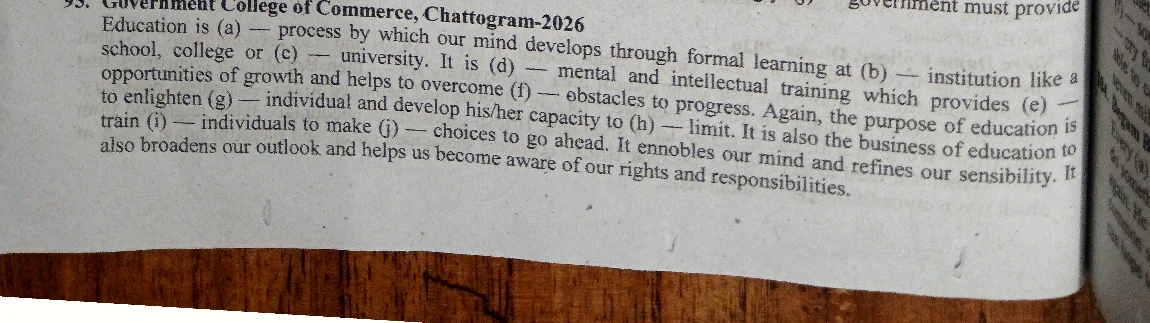 government must provide
93. Government College of Commerce, Chattogram-2026
Education is (a) — process by which our mind develops through formal learning at (b) — institution like a
school, college or (c) — university. It is (d) — mental and intellectual training which provides (e) —
opportunities of growth and helps to overcome (f) — obstacles to progress. Again, the purpose of education is
to enlighten (g) — individual and develop his/her capacity to (h) — limit. It is also the business of education to
train (i) — individuals to make (j) — choices to go ahead. It ennobles our mind and refines our sensibility. It
also broadens our outlook and helps us become aware of our rights and responsibilities.